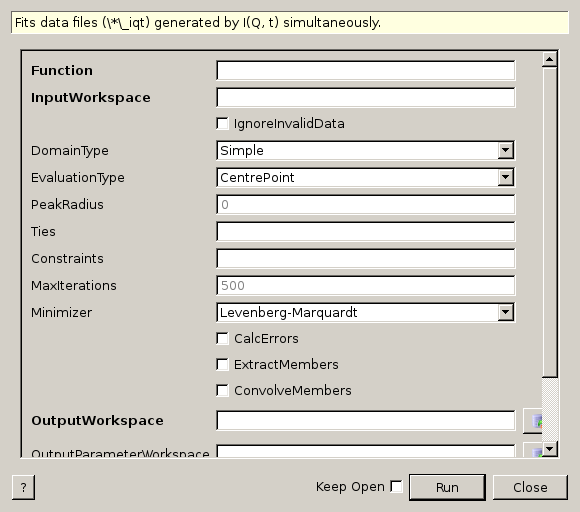 Fits data files (\*\_iqt) generated by I(Q, t) simultaneously.
Function
InputWorkspace
IgnoreInvalidData
DomainType Simple
EvaluationType CentrePoint
PeakRadius 0
Ties
Constraints
MaxIterations 500
Minimizer Levenberg-Marquardt
CalcErrors
ExtractMembers
ConvolveMembers
OutputWorkspace
OutputParameterWorkspace
? Keep Open Run Close